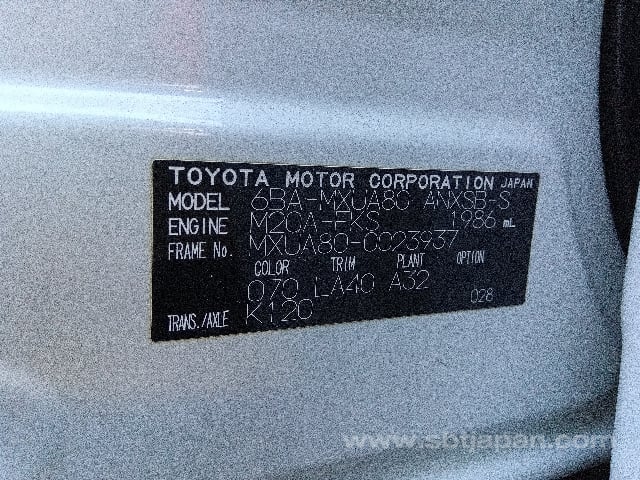 TOYOTA MOTOR CORPORATION JAPAN
MODEL 6BA-MXUA80 ANXSB-S
ENGINE M20A-FKS 1986 mL
FRAME No. MXUA80-0023937
COLOR TRIM PLANT OPTION
070 LA40 A32 028
TRANS./AXLE K120
www.sbtjapan.com